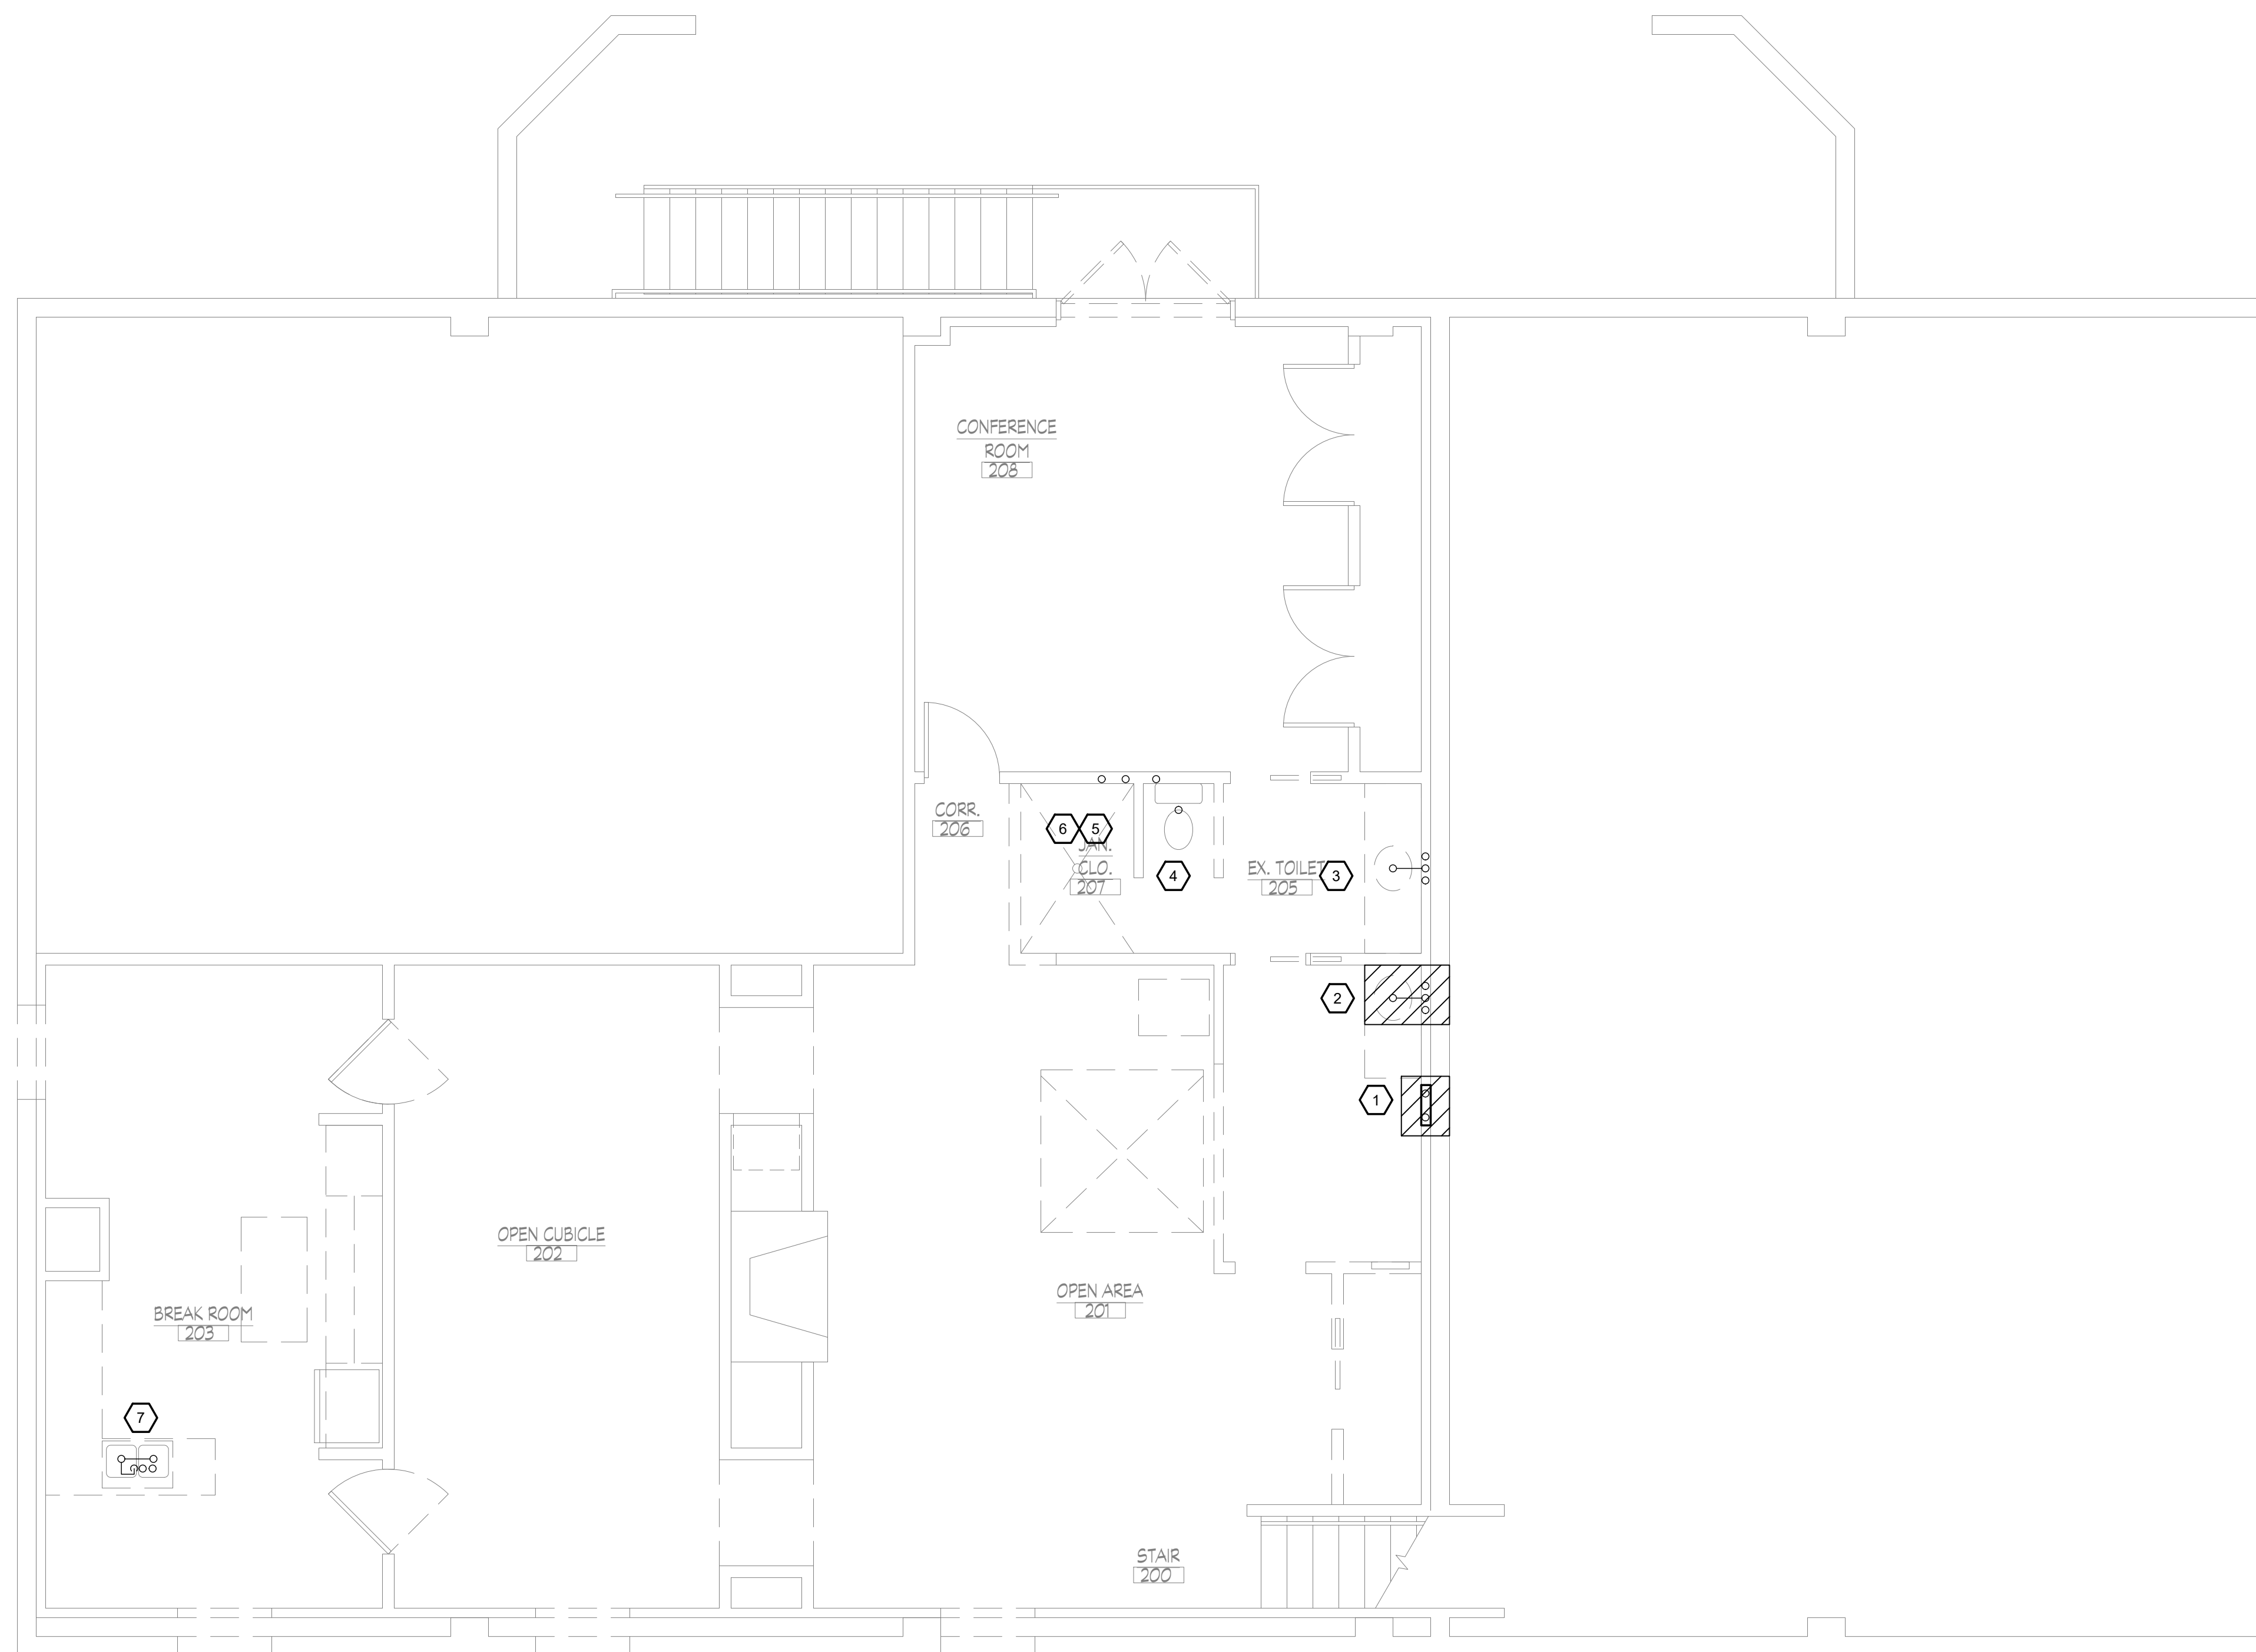 CONFERENCE
ROOM
208
CORR.
206
6
5
JAN.
CLO.
207
4
EX. TOILET
205
3
2
1
OPEN CUBICLE
202
OPEN AREA
201
BREAK ROOM
203
7
STAIR
200